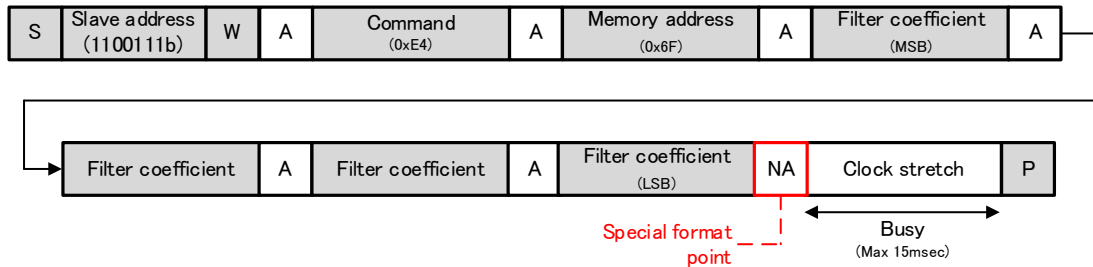 S Slave address (1100111b) W A Command (0xE4) A Memory address (0x6F) A Filter coefficient (MSB) A
Filter coefficient A Filter coefficient A Filter coefficient (LSB) NA Clock stretch P
Special format point
Busy (Max 15msec)